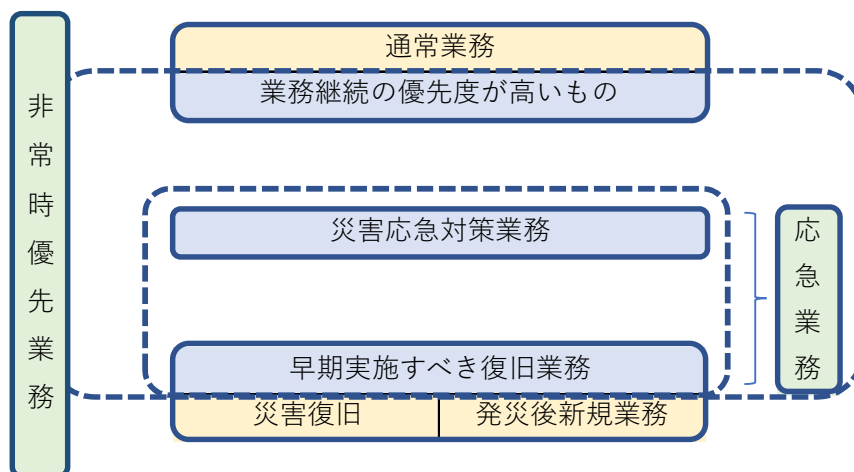 非常時優先業務
通常業務
業務継続の優先度が高いもの
災害応急対策業務
応急業務
早期実施すべき復旧業務
災害復旧
発災後新規業務